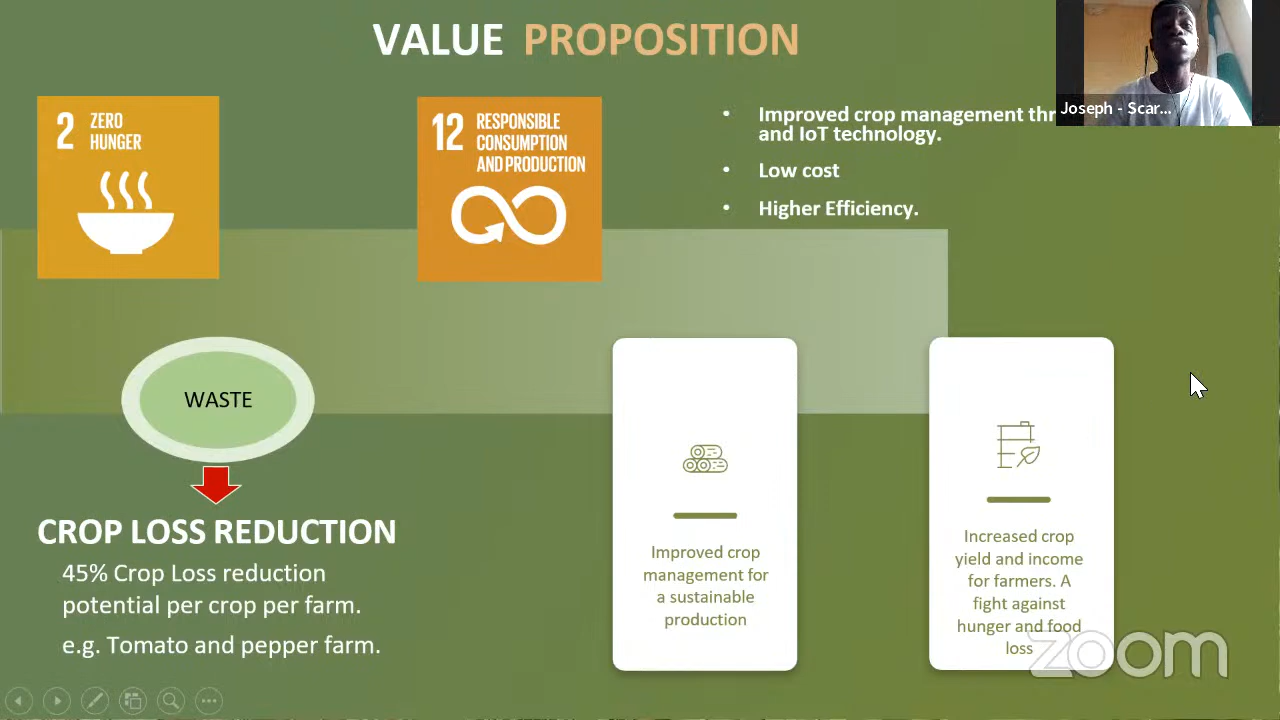 VALUE PROPOSITION
2 ZERO
HUNGER
12 RESPONSIBLE
CONSUMPTION
AND PRODUCTION
• Improved crop management
and IoT technology.
• Low cost
• Higher Efficiency.
Joseph - Scar...
WASTE
CROP LOSS REDUCTION
45% Crop Loss reduction
potential per crop per farm.
e.g. Tomato and pepper farm.
Improved crop
management for
a sustainable
production
Increased crop
yield and income
for farmers. A
fight against
hunger and food
loss
zoom